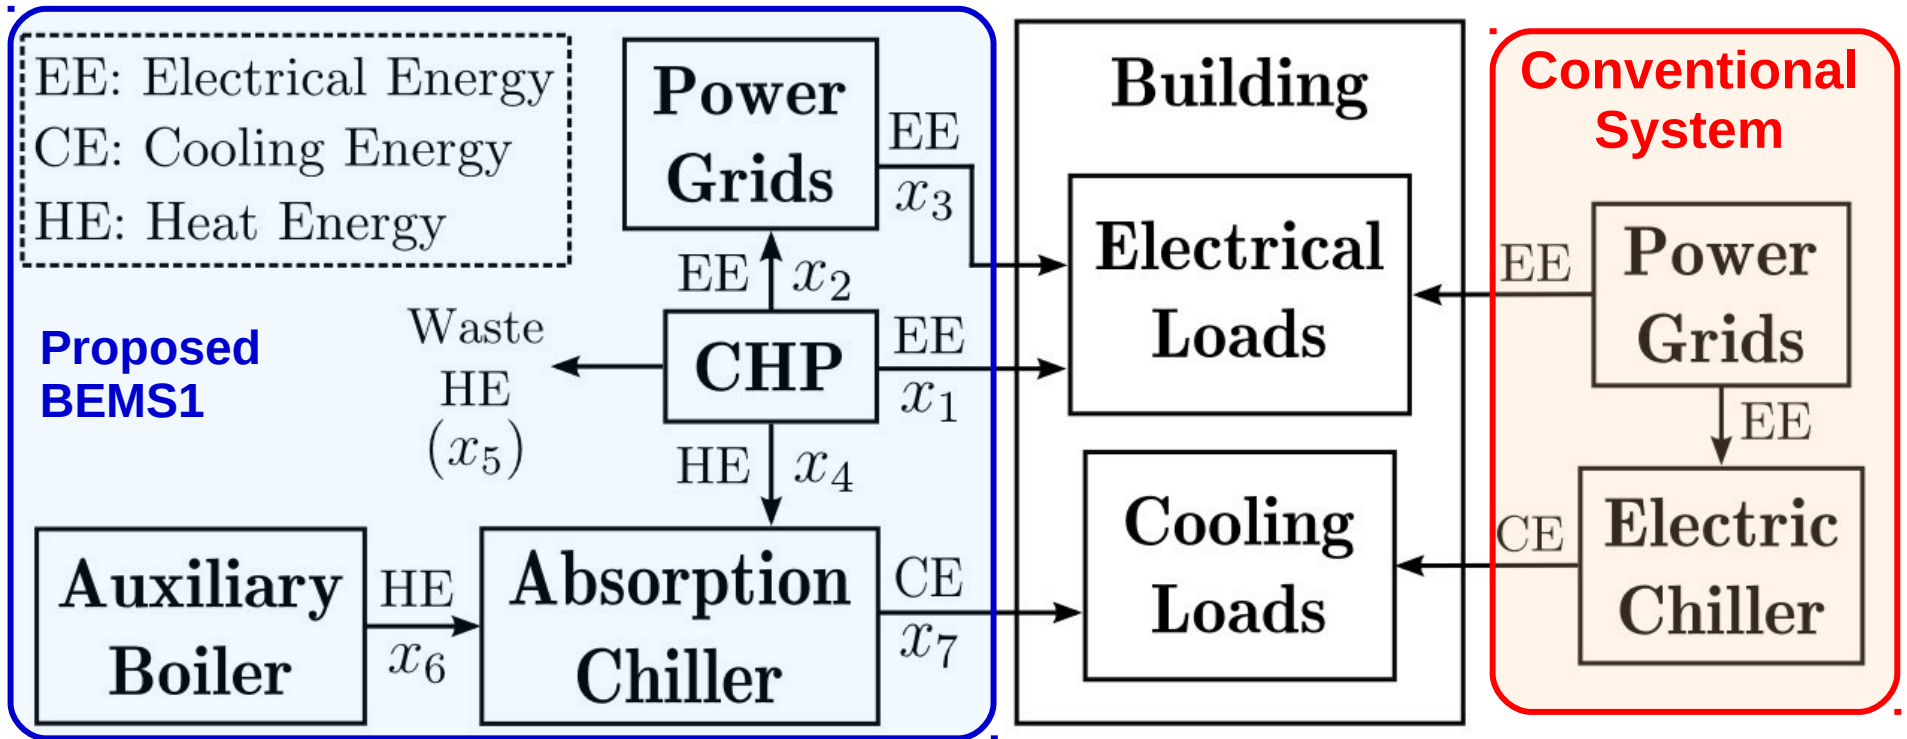 EE: Electrical Energy
CE: Cooling Energy
HE: Heat Energy
Proposed
BEMS1
Power
Grids
EE
x3
EE x2
Waste
HE
(x5)
CHP
EE
x1
HE x4
Auxiliary
Boiler
HE
x6
Absorption
Chiller
CE
x7
Building
Electrical
Loads
Cooling
Loads
Conventional
System
EE
Power
Grids
EE
CE
Electric
Chiller